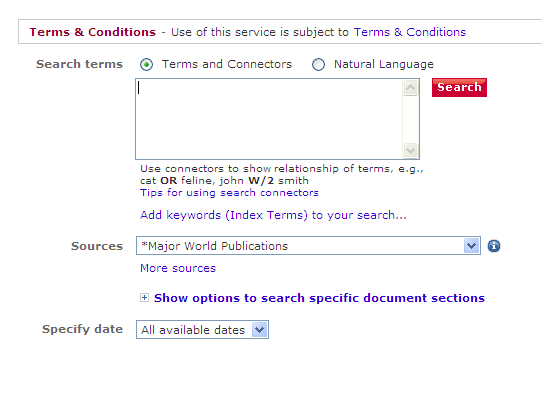 Terms & Conditions - Use of this service is subject to Terms & Conditions
Search terms Terms and Connectors Natural Language
Search
Use connectors to show relationship of terms, e.g.,
cat OR feline, john W/2 smith
Tips for using search connectors
Add keywords (Index Terms) to your search...
Sources *Major World Publications
More sources
Show options to search specific document sections
Specify date All available dates